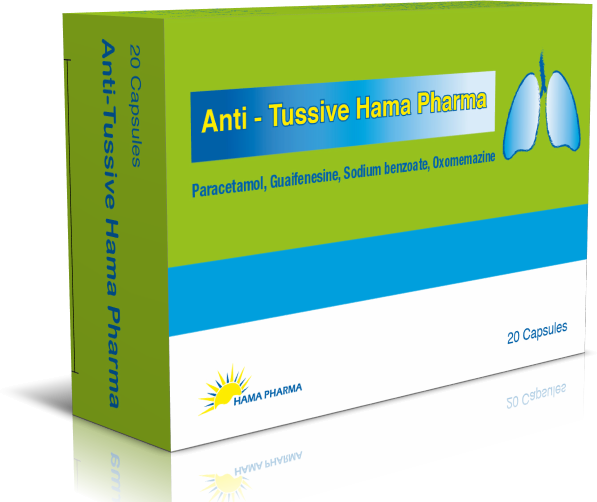 20 Capsules
Anti-Tussive Hama Pharma
Anti - Tussive Hama Pharma
Paracetamol, Guaifenesine, Sodium benzoate, Oxomemazine
20 Capsules
HAMA PHARMA